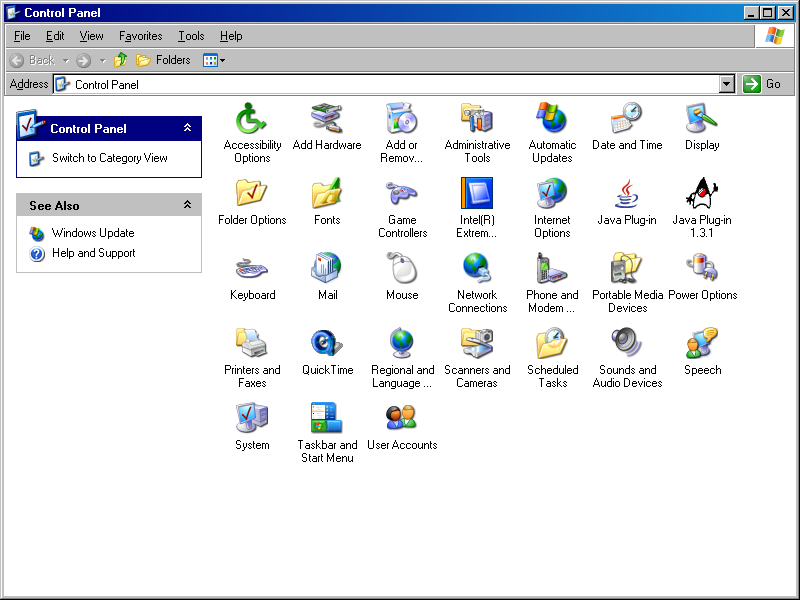 Control Panel
File Edit View Favorites Tools Help
Back Folders
Address Control Panel Go
Control Panel
Switch to Category View
See Also
Windows Update
Help and Support
Accessibility Options
Add Hardware
Add or Remov...
Administrative Tools
Automatic Updates
Date and Time
Display
Folder Options
Fonts
Game Controllers
Intel(R) Extrem...
Internet Options
Java Plug-in
Java Plug-in 1.3.1
Keyboard
Mail
Mouse
Network Connections
Phone and Modem ...
Portable Media Devices
Power Options
Printers and Faxes
QuickTime
Regional and Language ...
Scanners and Cameras
Scheduled Tasks
Sounds and Audio Devices
Speech
System
Taskbar and Start Menu
User Accounts